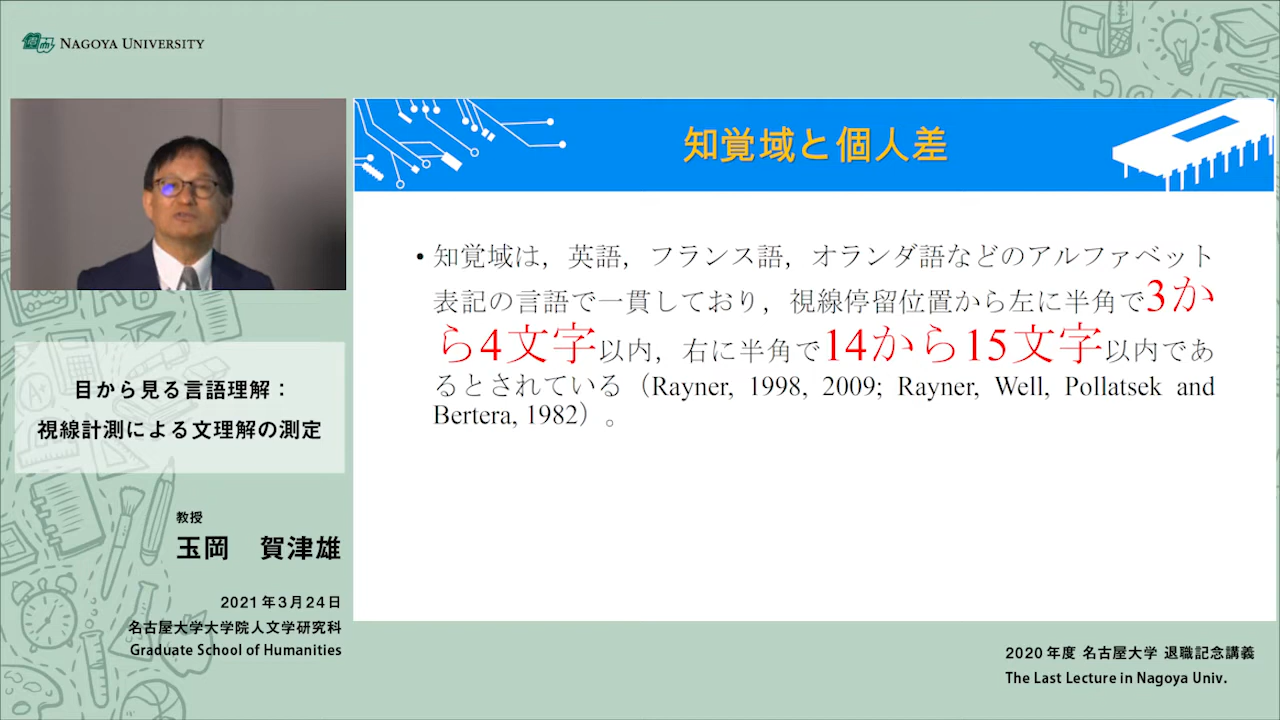 NAGOYA UNIVERSITY
知覚域と個人差
• 知覚域は，英語，フランス語，オランダ語などのアルファベット
表記の言語で一貫しており，視線停留位置から左に半角で3か
ら4文字以内，右に半角で14から15文字以内であ
るとされている（Rayner, 1998, 2009; Rayner, Well, Pollatsek and
Bertera, 1982）。
目から見る言語理解：
視線計測による文理解の測定
教授
玉岡　賀津雄
2021年3月24日
名古屋大学大学院人文学研究科
Graduate School of Humanities
2020年度 名古屋大学 退職記念講義
The Last Lecture in Nagoya Univ.